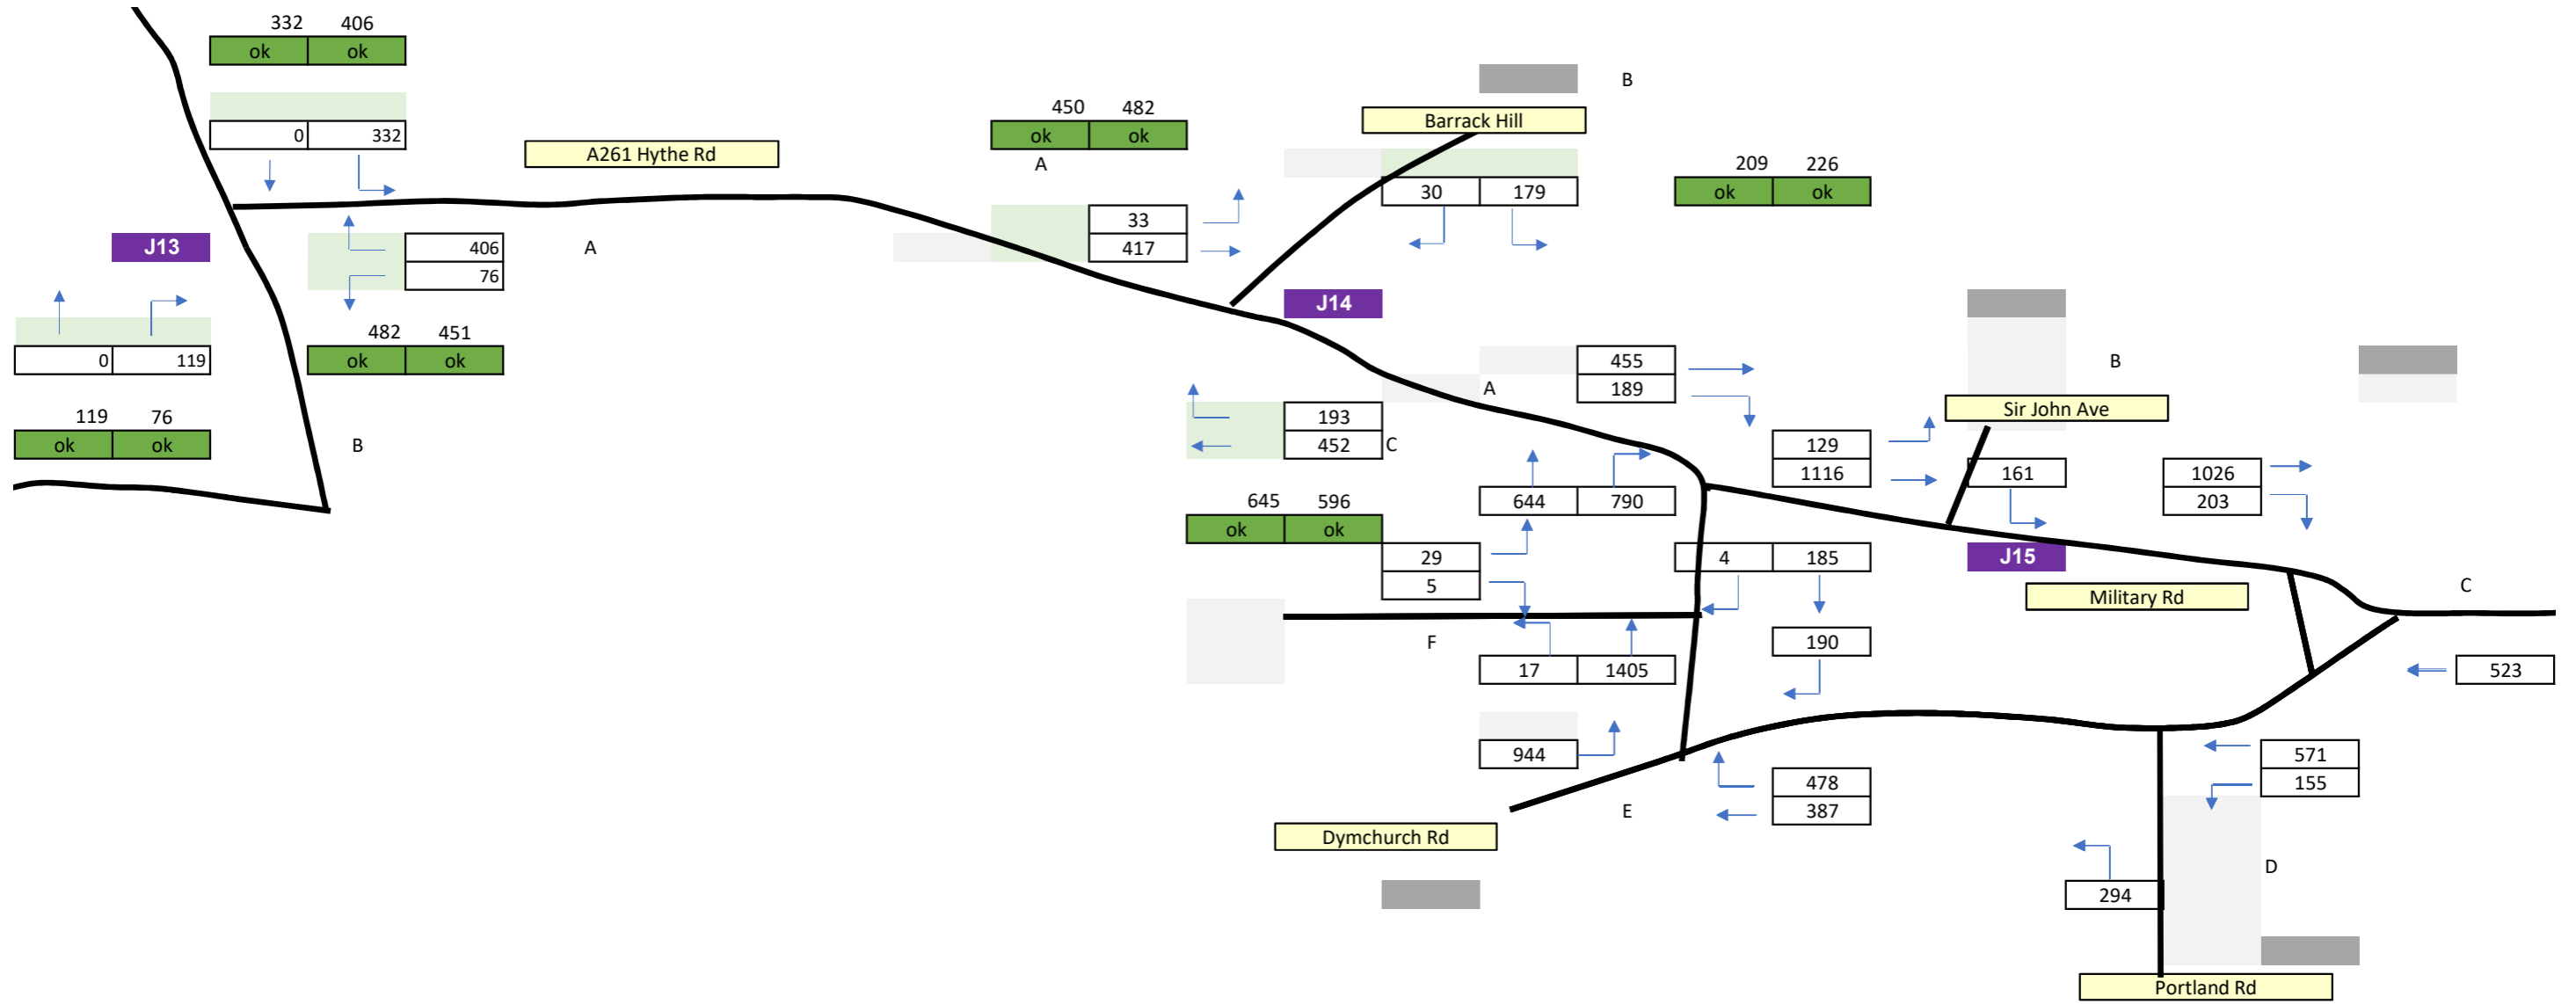 332 406
ok ok
0 332
A261 Hythe Rd
450 482
ok ok
A
B
Barrack Hill
30 179
209 226
ok ok
33
417
J13
406
76
A
0 119
482 451
ok ok
119 76
ok ok
B
J14
455
189
A
193
452
C
B
Sir John Ave
129
1116
161
1026
203
644 790
645 596
ok ok
29
5
4 185
J15
Military Rd
C
F
17 1405
190
523
944
478
387
E
571
155
Dymchurch Rd
D
294
Portland Rd